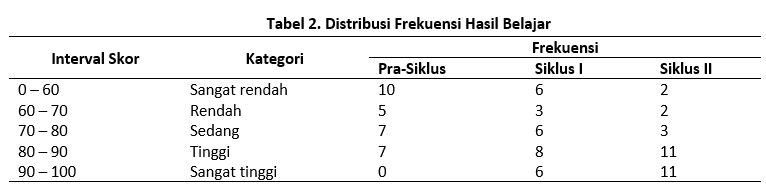 Tabel 2. Distribusi Frekuensi Hasil Belajar
Interval Skor Kategori Frekuensi
Pra-Siklus Siklus I Siklus II
0 – 60 Sangat rendah 10 6 2
60 – 70 Rendah 5 3 2
70 – 80 Sedang 7 6 3
80 – 90 Tinggi 7 8 11
90 – 100 Sangat tinggi 0 6 11